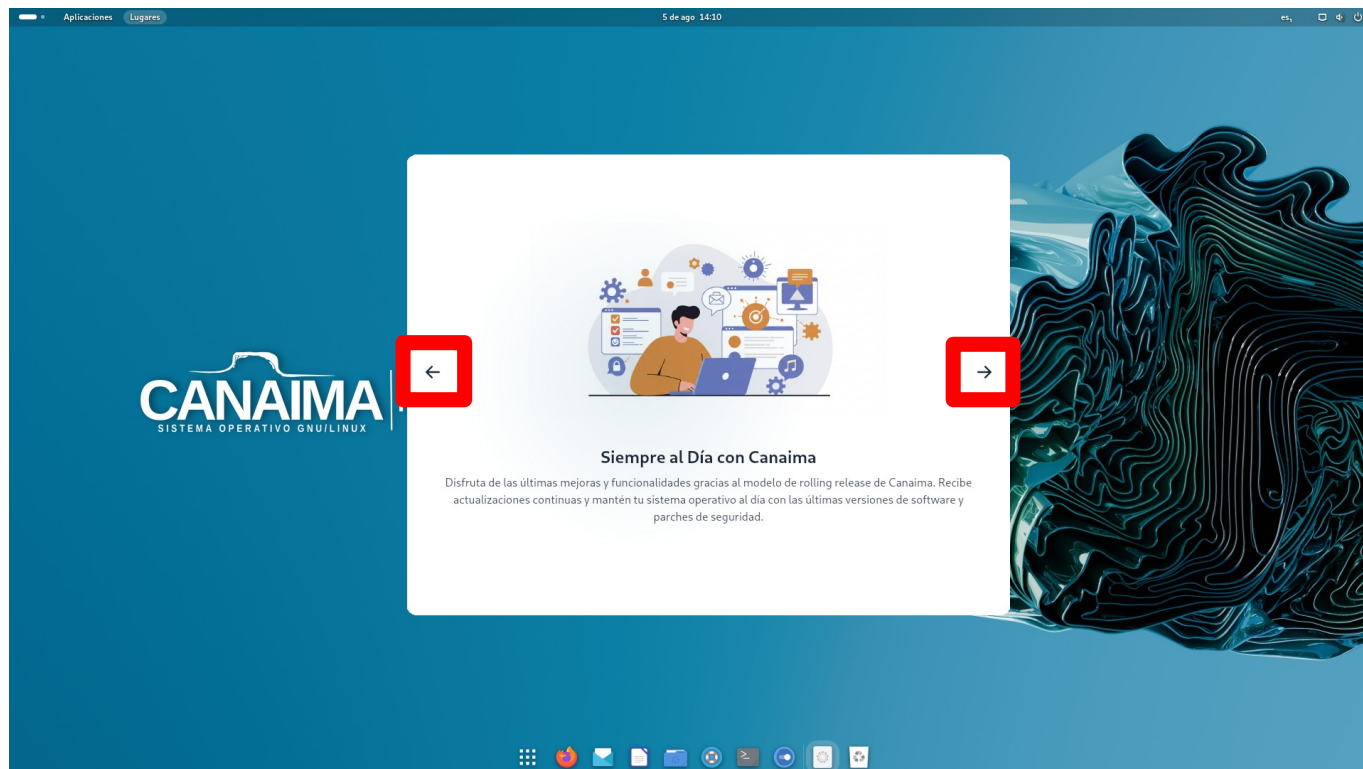 Aplicaciones Lugares 5 de ago 14:10 es,
CANAIMA
SISTEMA OPERATIVO GNU/LINUX
Siempre al Día con Canaima
Disfruta de las últimas mejoras y funcionalidades gracias al modelo de rolling release de Canaima. Recibe
actualizaciones continuas y mantén tu sistema operativo al día con las últimas versiones de software y
parches de seguridad.